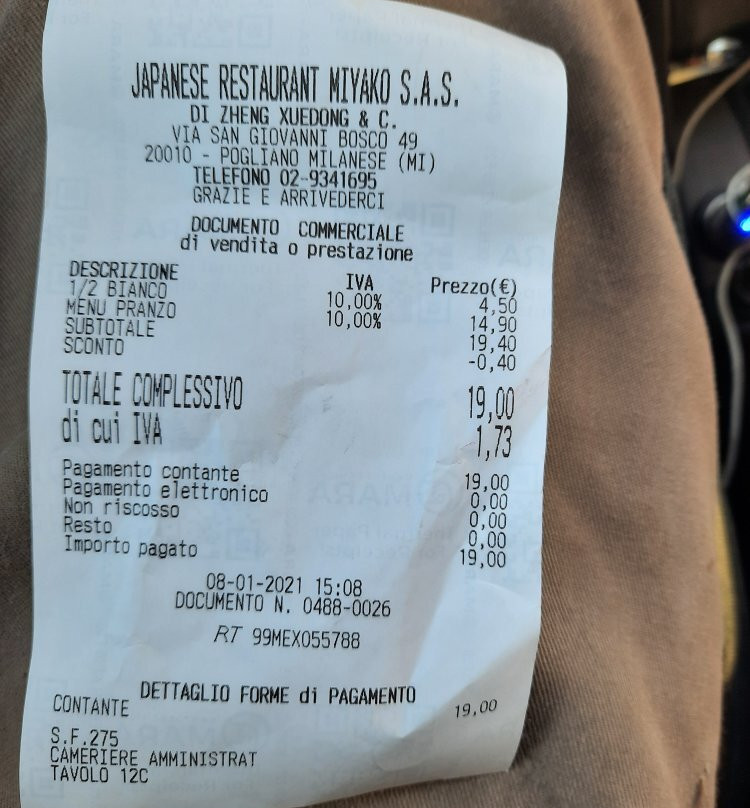 JAPANESE RESTAURANT MIYAKO S.A.S.
DI ZHENG XUEDONG & C.
VIA SAN GIOVANNI BOSCO 49
20010 - POGLIANO MILANESE (MI)
TELEFONO 02-9341695
GRAZIE E ARRIVEDERCI
DOCUMENTO COMMERCIALE
di vendita o prestazione
DESCRIZIONE IVA Prezzo(€)
1/2 BIANCO 10,00% 4,50
MENU PRANZO 10,00% 14,90
SUBTOTALE 19,40
SCONTO -0,40
TOTALE COMPLESSIVO 19,00
di cui IVA 1,73
Pagamento contante 19,00
Pagamento elettronico 0,00
Non riscosso 0,00
Resto 0,00
Importo pagato 19,00
08-01-2021 15:08
DOCUMENTO N. 0488-0026
RT 99MEX055788
DETTAGLIO FORME di PAGAMENTO
CONTANTE 19,00
S.F.275
CAMERIERE AMMINISTRAT
TAVOLO 12C